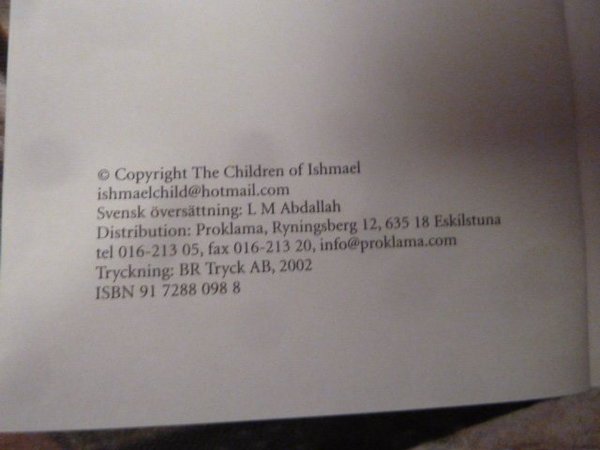 © Copyright The Children of Ishmael
ishmaelchild@hotmail.com
Svensk översättning: L M Abdallah
Distribution: Proklama, Ryningsberg 12, 635 18 Eskilstuna
tel 016-213 05, fax 016-213 20, info@proklama.com
Tryckning: BR Tryck AB, 2002
ISBN 91 7288 098 8